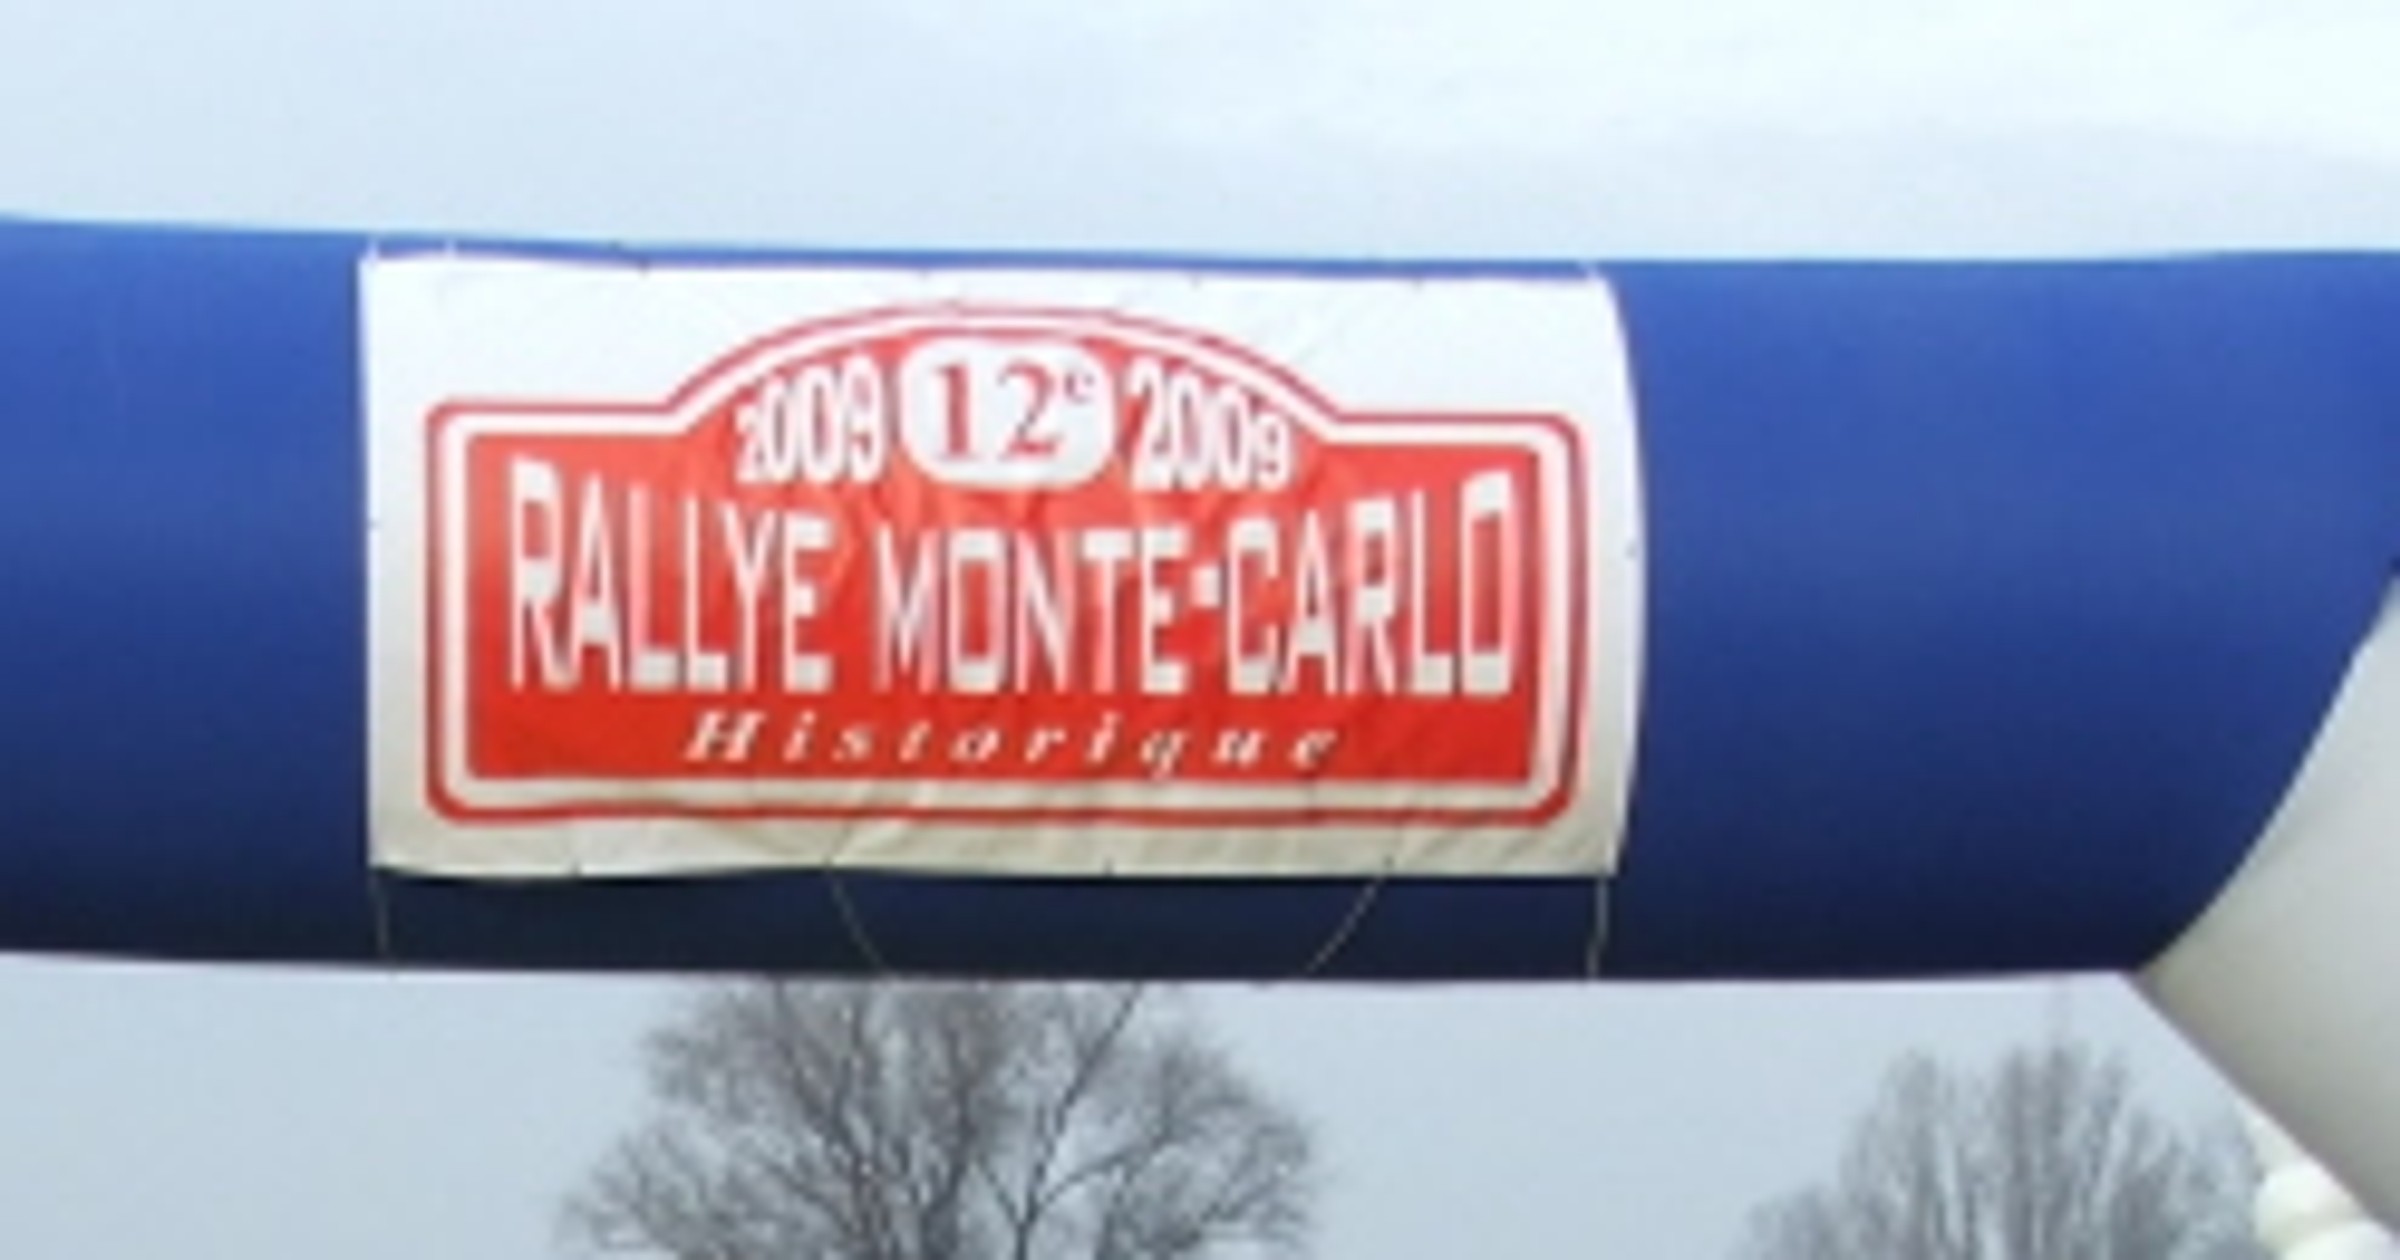 2009 12e 2009
RALLYE MONTE-CARLO
Historique